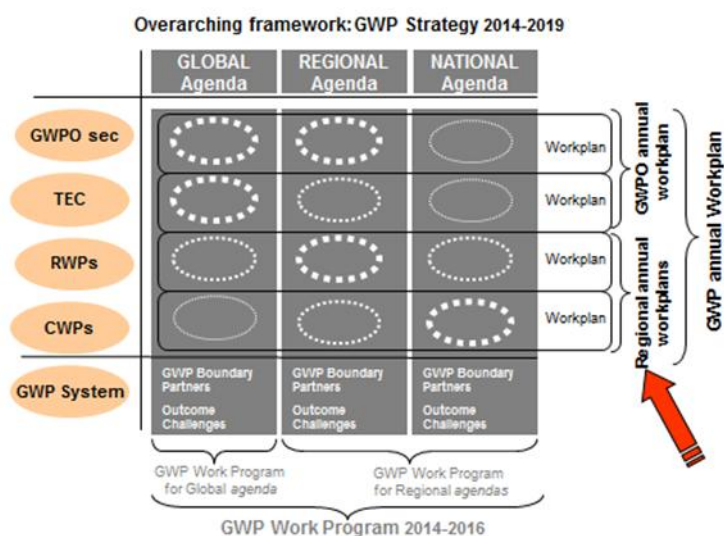 Overarching framework: GWP Strategy 2014-2019
GLOBAL
Agenda
REGIONAL
Agenda
NATIONAL
Agenda
GWPO sec
Workplan
TEC
Workplan
RWPs
Workplan
CWPs
Workplan
GWPO annual
workplan
Regional annual
workplans
GWP annual Workplan
GWP System
GWP Boundary
Partners
Outcome
Challenges
GWP Boundary
Partners
Outcome
Challenges
GWP Boundary
Partners
Outcome
Challenges
GWP Work Program
for Global agenda
GWP Work Program
for Regional agendas
GWP Work Program 2014-2016